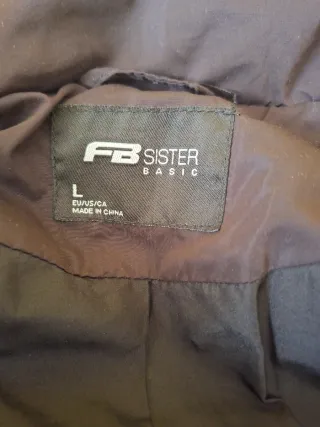 FB SISTER
BASIC
L
EU/US/CA
MADE IN CHINA